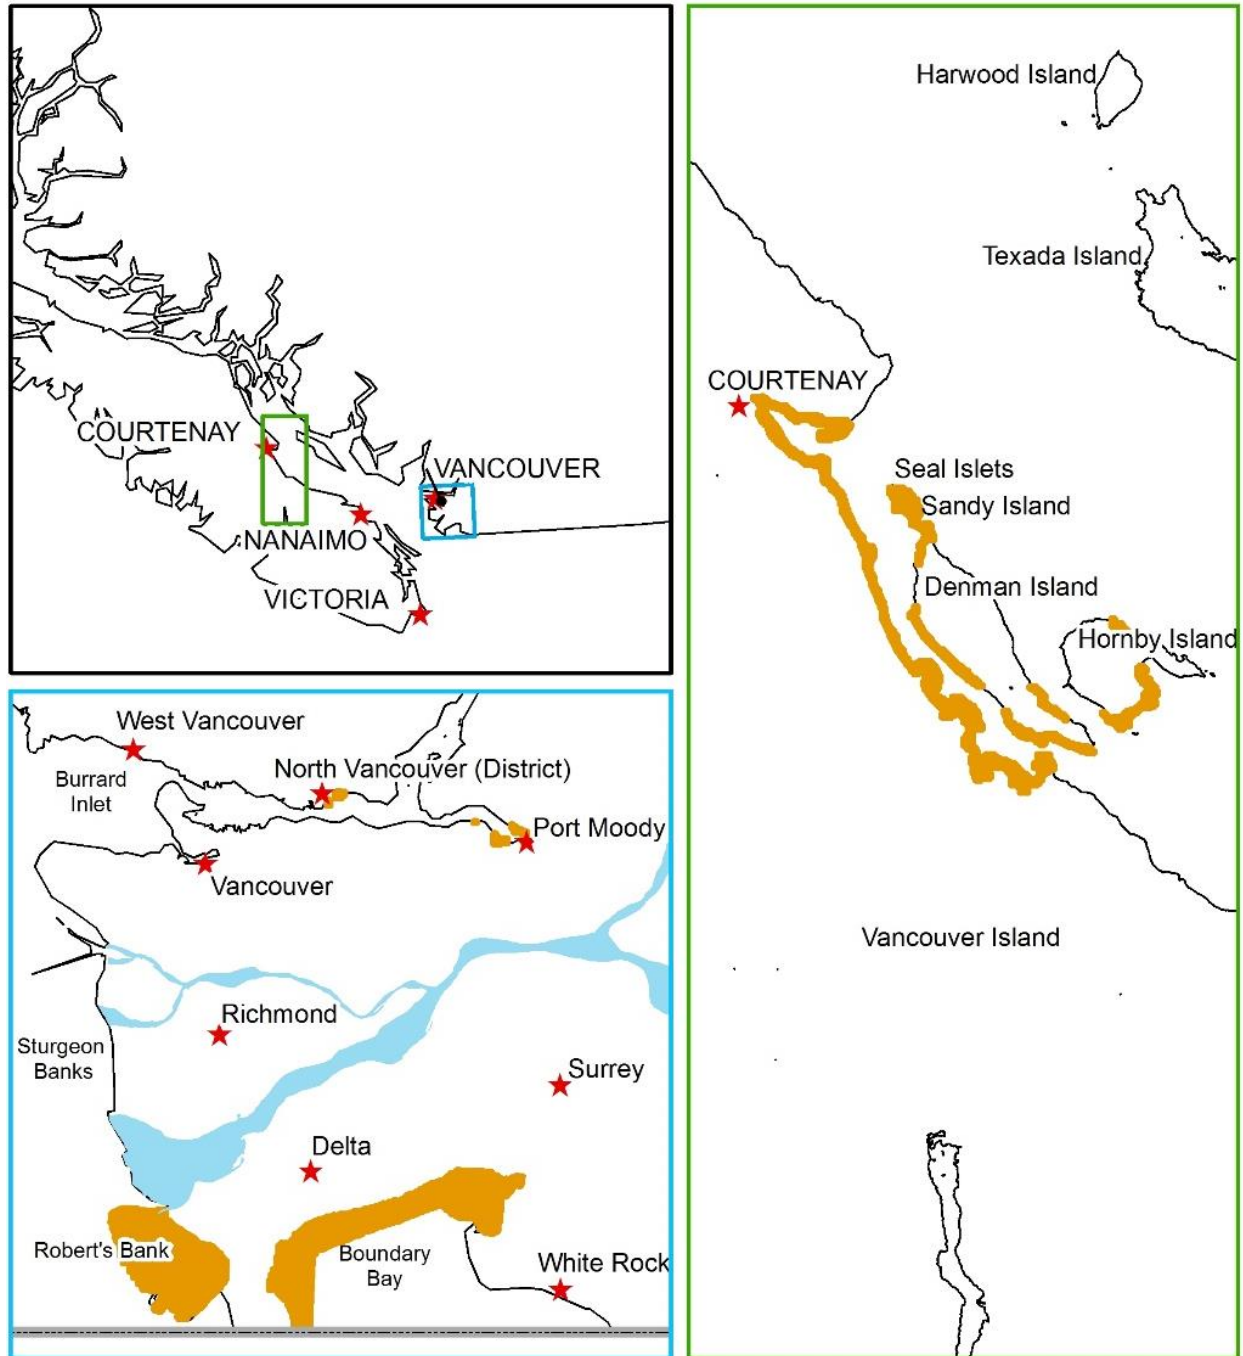 COURTENAY
VANCOUVER
NANAIMO
VICTORIA
West Vancouver
Burrard
Inlet
North Vancouver (District)
Port Moody
Vancouver
Richmond
Sturgeon
Banks
Surrey
Delta
Robert's Bank
Boundary
Bay
White Rock
Harwood Island
Texada Island
COURTENAY
Seal Islets
Sandy Island
Denman Island
Hornby Island
Vancouver Island